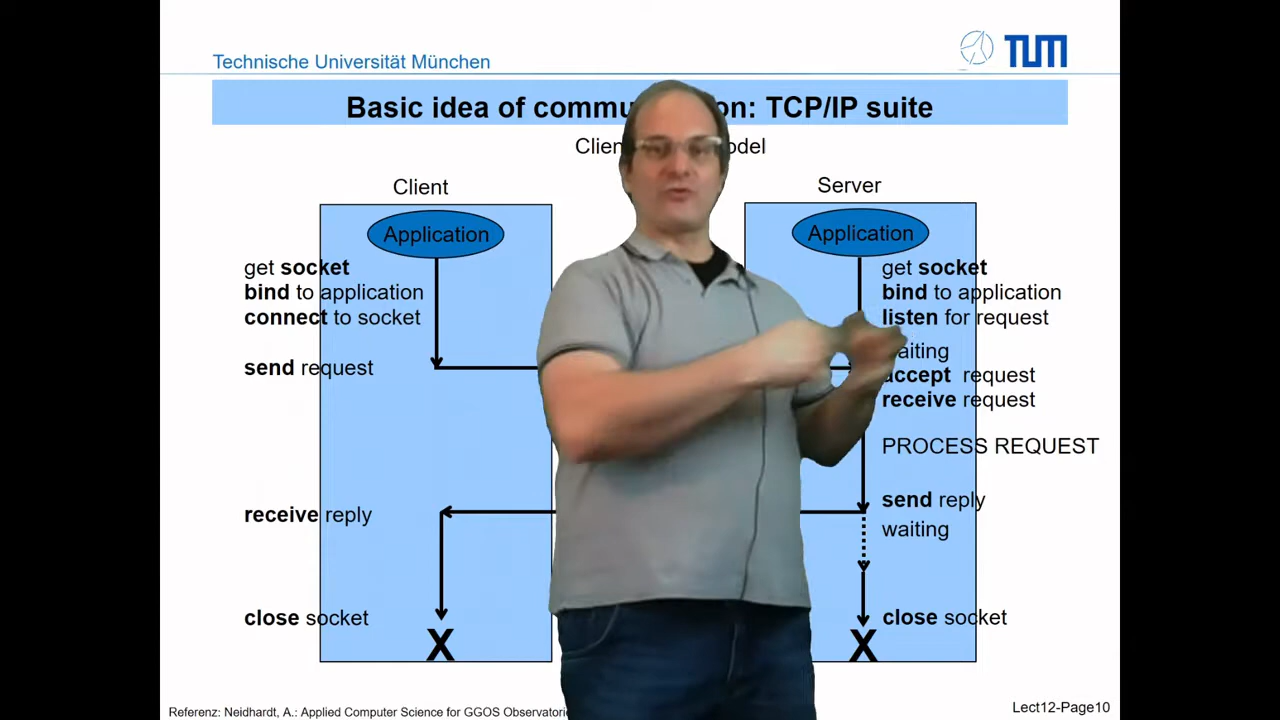 Technische Universität München
TUM
Basic idea of commu on: TCP/IP suite
Clien odel
Client
Server
Application
Application
get socket
bind to application
connect to socket
send request
receive reply
close socket
X
get socket
bind to application
listen for request
aiting
accept request
receive request
PROCESS REQUEST
send reply
waiting
close socket
X
Referenz: Neidhardt, A.: Applied Computer Science for GGOS Observatori
Lect12-Page10